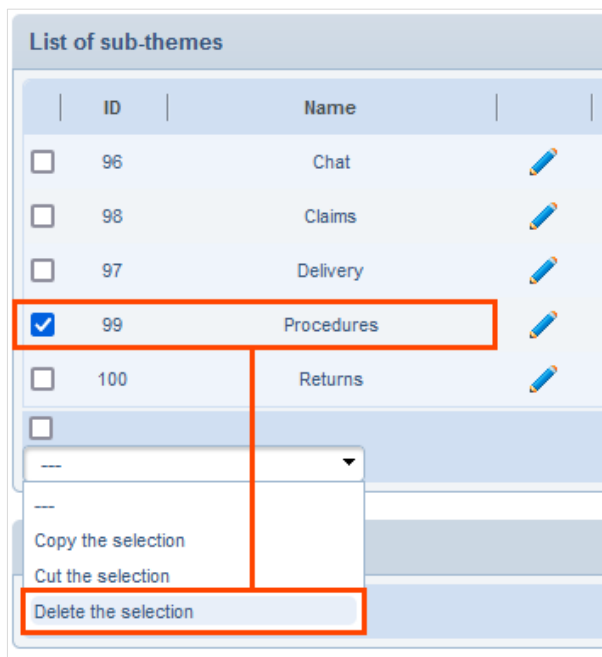 List of sub-themes
ID Name
96 Chat
98 Claims
97 Delivery
99 Procedures
100 Returns
---
---
Copy the selection
Cut the selection
Delete the selection